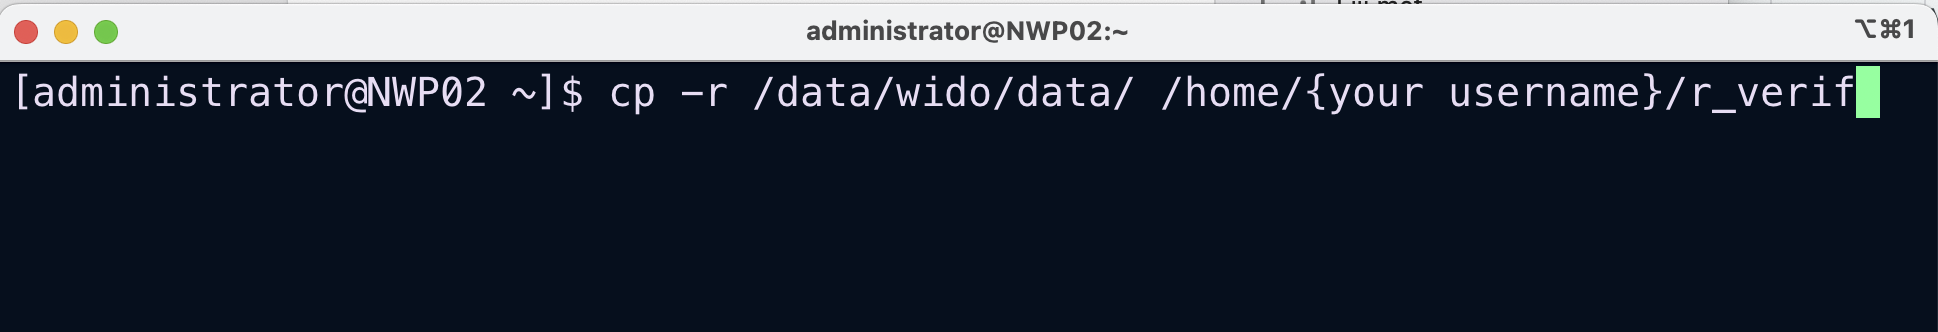 administrator@NWP02:~
⌥⌘1
[administrator@NWP02 ~]$ cp -r /data/wido/data/ /home/{your username}/r_verif